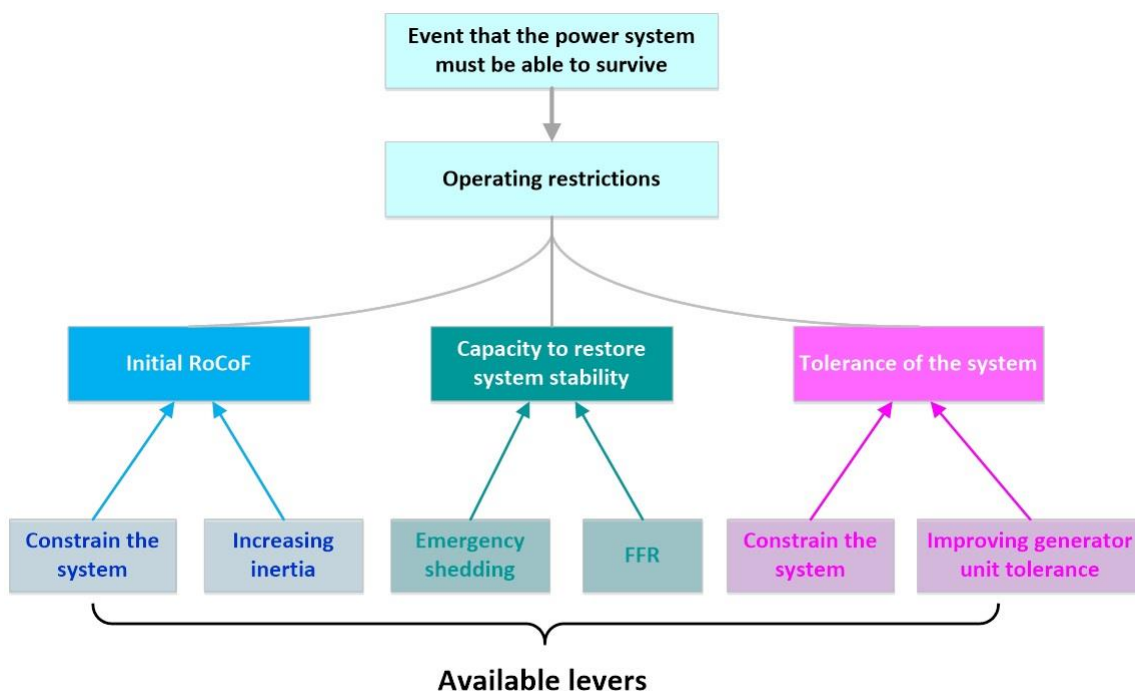 Event that the power system
must be able to survive
Operating restrictions
Initial RoCoF
Capacity to restore
system stability
Tolerance of the system
Constrain the
system
Increasing
inertia
Emergency
shedding
FFR
Constrain the
system
Improving generator
unit tolerance
Available levers